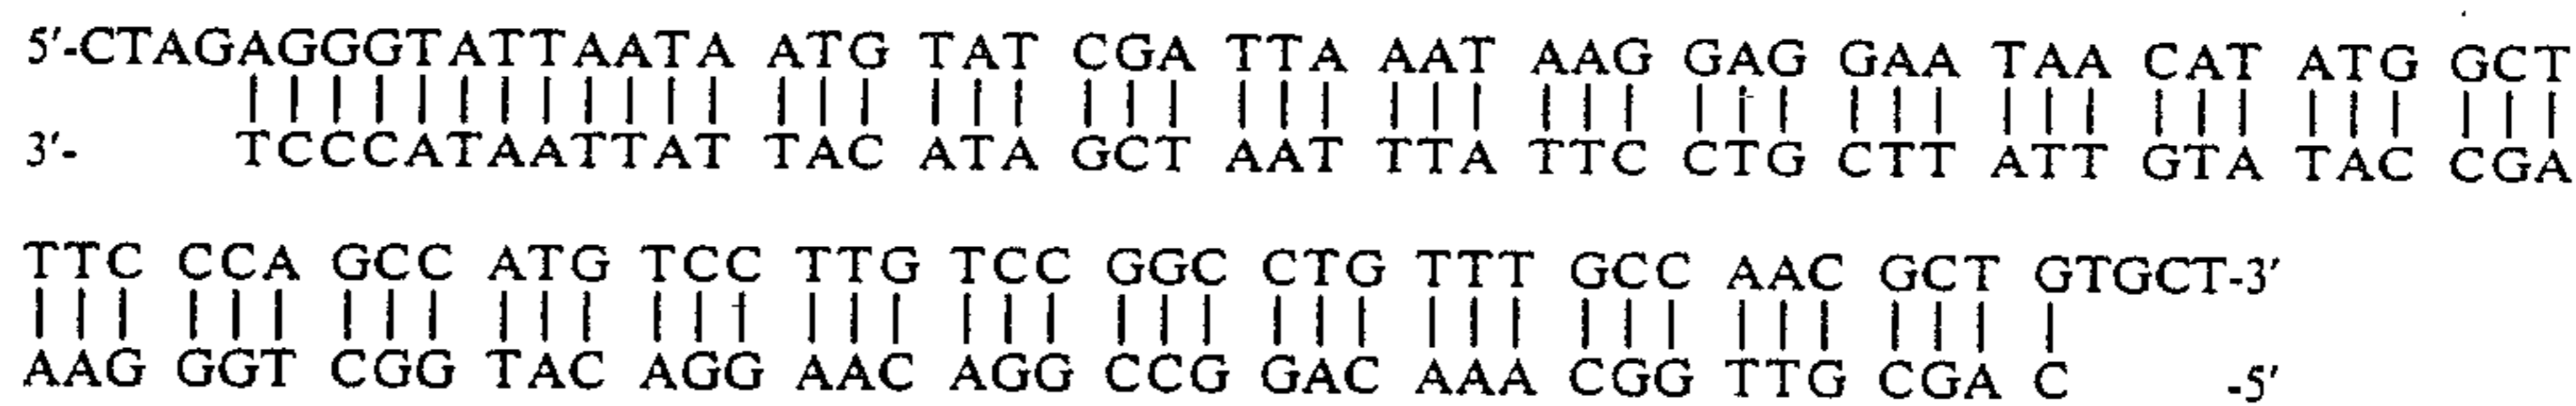 5'-CTAGAGGGTATTAATA ATG TAT CGA TTA AAT AAG GAG GAA TAA CAT ATG GCT
3'- TCCCATAATTAT TAC ATA GCT AAT TTA TTC CTG CTT ATT GTA TAC CGA
TTC CCA GCC ATG TCC TTG TCC GGC CTG TTT GCC AAC GCT GTGCT-3'
AAG GGT CGG TAC AGG AAC AGG CCG GAC AAA CGG TTG CGA C -5'